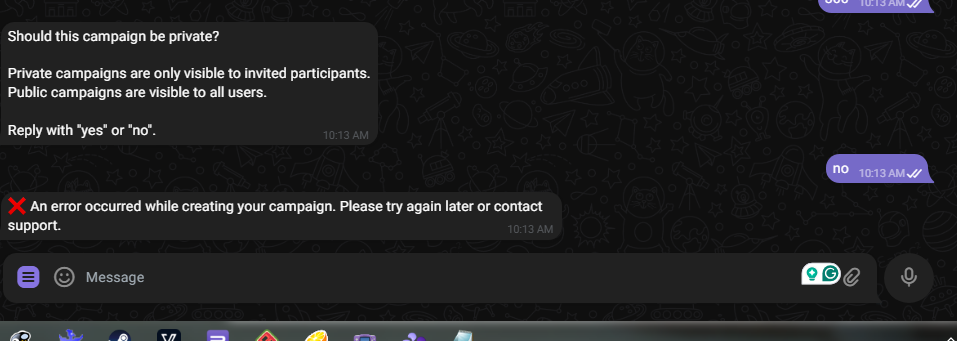 10:13 AM
Should this campaign be private?
Private campaigns are only visible to invited participants.
Public campaigns are visible to all users.
Reply with "yes" or "no".
10:13 AM
no 10:13 AM
❌ An error occurred while creating your campaign. Please try again later or contact
support.
10:13 AM
Message